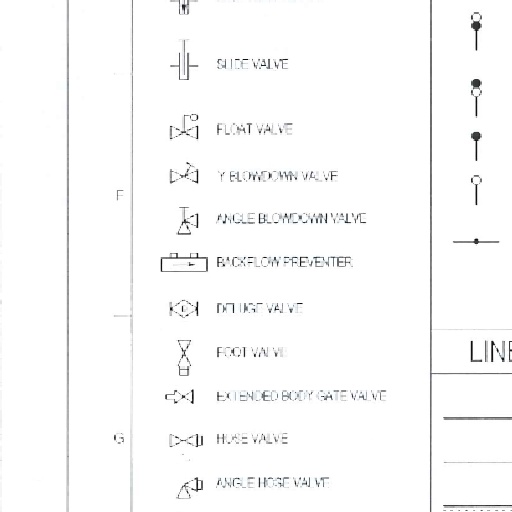 SLIDE VALVE
FLOAT VALVE
Y BLOWDOWN VALVE
F
ANGLE BLOWDOWN VALVE
BACKFLOW PREVENTER
DELUGE VALVE
FOOT VALVE
EXTENDED BODY GATE VALVE
G
HOSE VALVE
ANGLE HOSE VALVE
LINE